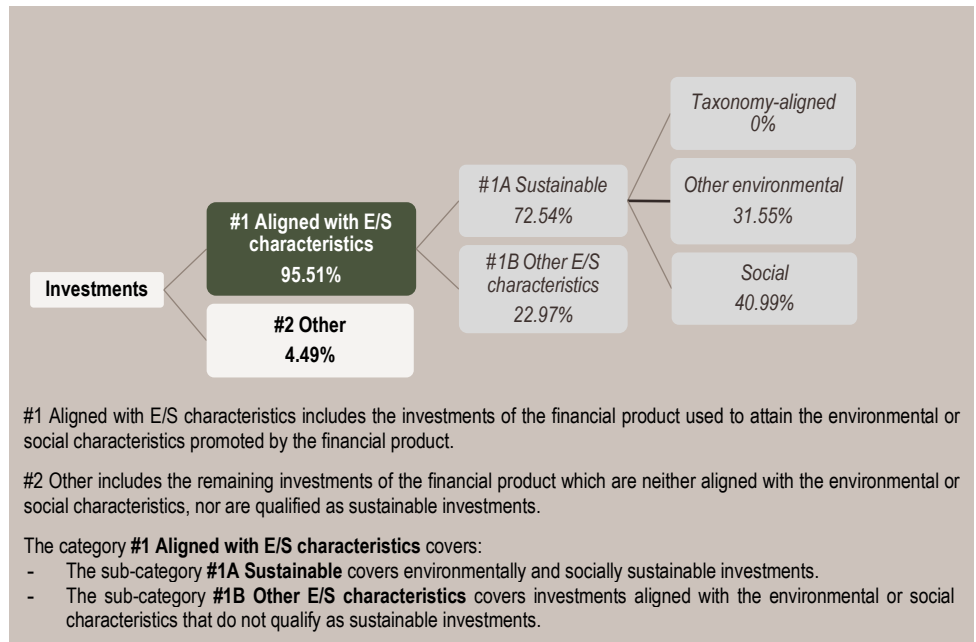 Investments
#1 Aligned with E/S
characteristics
95.51%
#2 Other
4.49%
#1A Sustainable
72.54%
#1B Other E/S
characteristics
22.97%
Taxonomy-aligned
0%
Other environmental
31.55%
Social
40.99%
#1 Aligned with E/S characteristics includes the investments of the financial product used to attain the environmental or
social characteristics promoted by the financial product.
#2 Other includes the remaining investments of the financial product which are neither aligned with the environmental or
social characteristics, nor are qualified as sustainable investments.
The category #1 Aligned with E/S characteristics covers:
- The sub-category #1A Sustainable covers environmentally and socially sustainable investments.
- The sub-category #1B Other E/S characteristics covers investments aligned with the environmental or social
characteristics that do not qualify as sustainable investments.